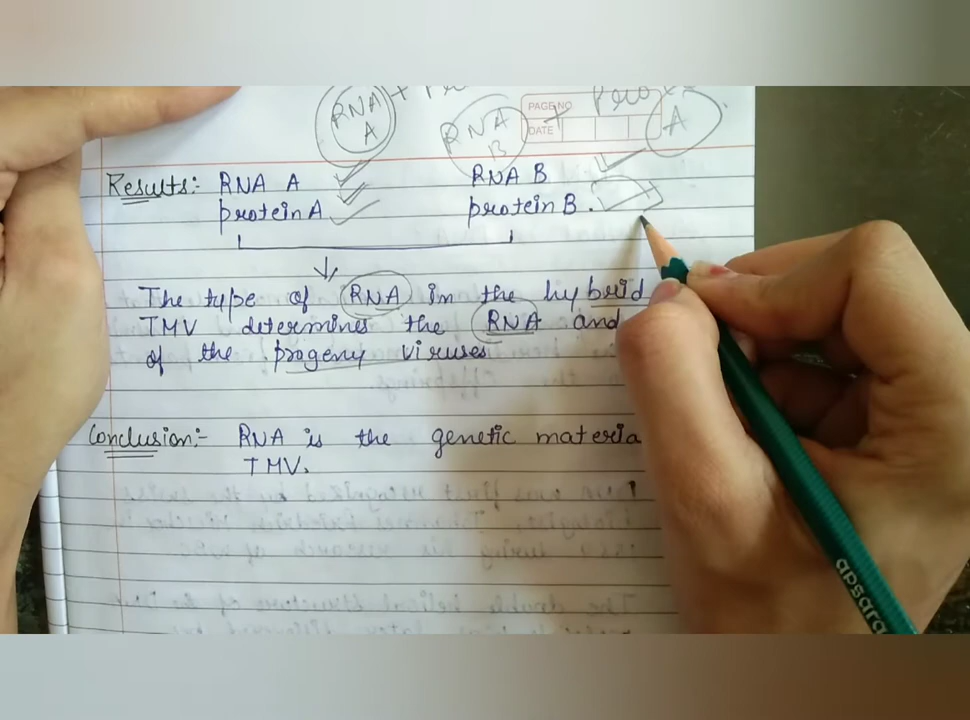 RNA A +
RNA B + A
PAGE NO
DATE
Results:- RNA A RNA B
protein A protein B.
The type of RNA in the hybrid
TMV determines the RNA and
of the progeny viruses
Conclusion:- RNA is the genetic materia
TMV.
apsara